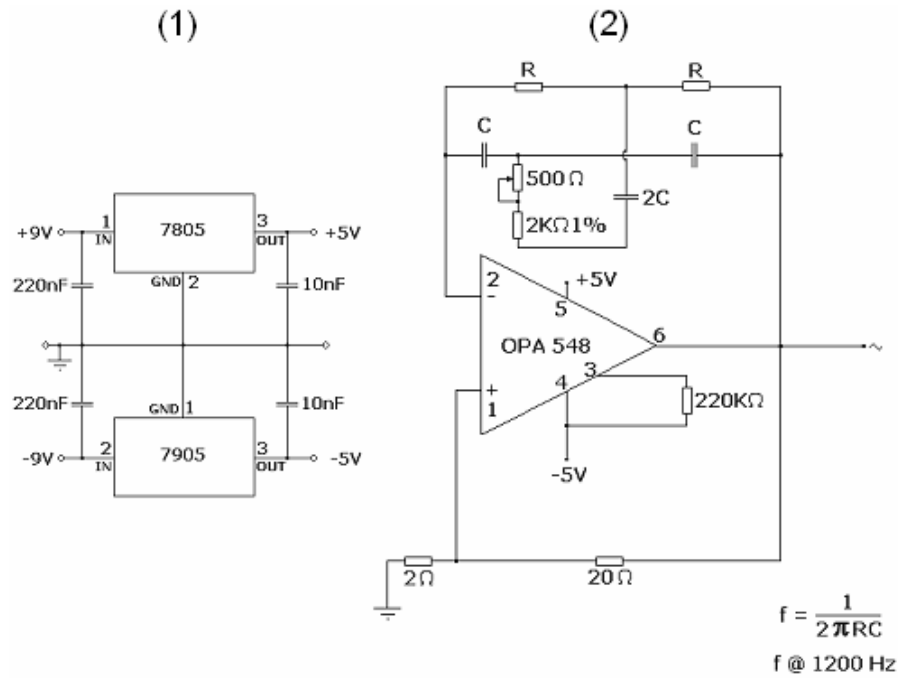 (1)
(2)
R
R
C
C
500 Ω
2C
2KΩ1%
1
7805
3
+9V
IN
OUT
+5V
GND
2
220nF
10nF
220nF
10nF
GND
1
2
7905
3
-9V
IN
OUT
-5V
2
-
+5V
5
OPA 548
6
~
3
4
+
1
220KΩ
-5V
2Ω
20Ω
f = 1/2πRC
f @ 1200 Hz